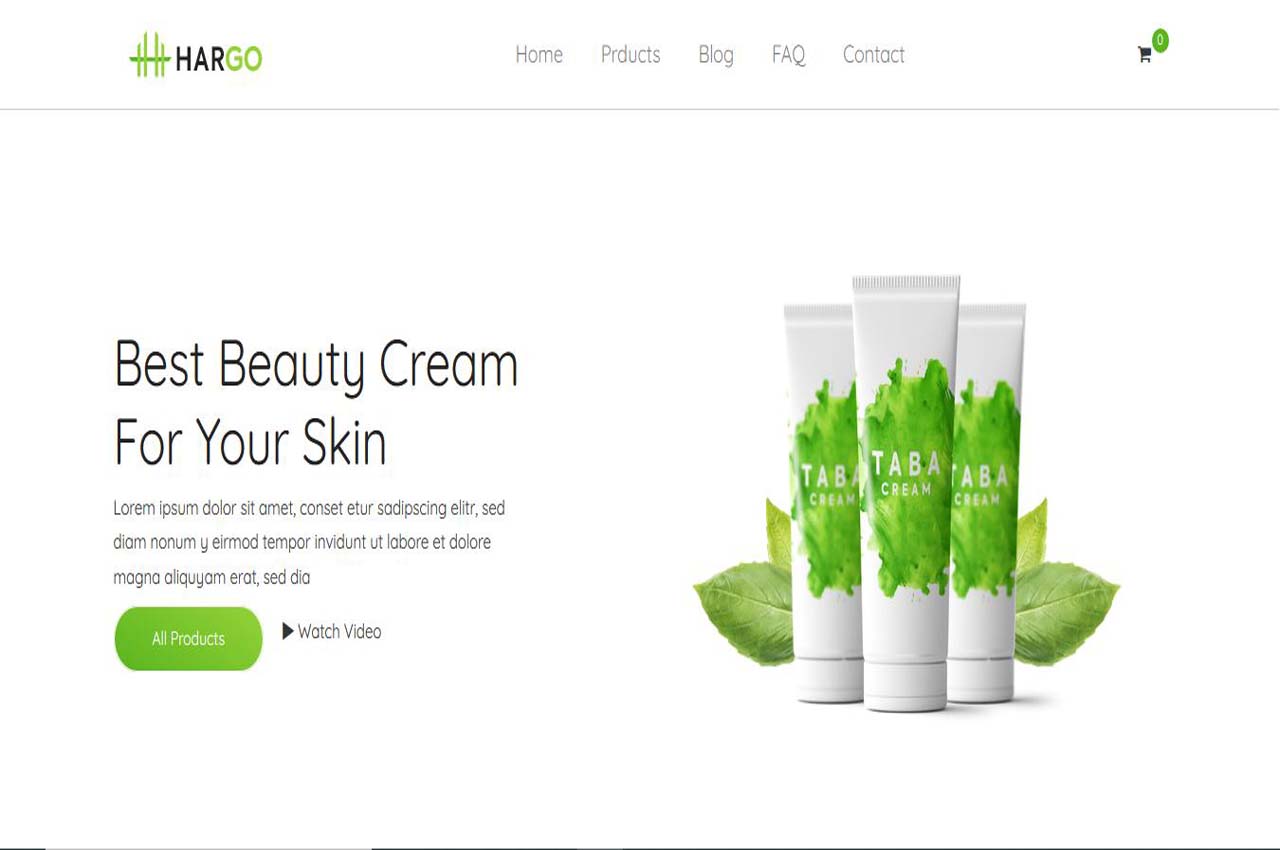 HARGO
Home Prducts Blog FAQ Contact
0
Best Beauty Cream
For Your Skin
Lorem ipsum dolor sit amet, conset etur sadipscing elitr, sed
diam nonum y eirmod tempor invidunt ut labore et dolore
magna aliquyam erat, sed dia
All Products
Watch Video
TABA
CREAM
TABA
CREAM
TABA
CREAM